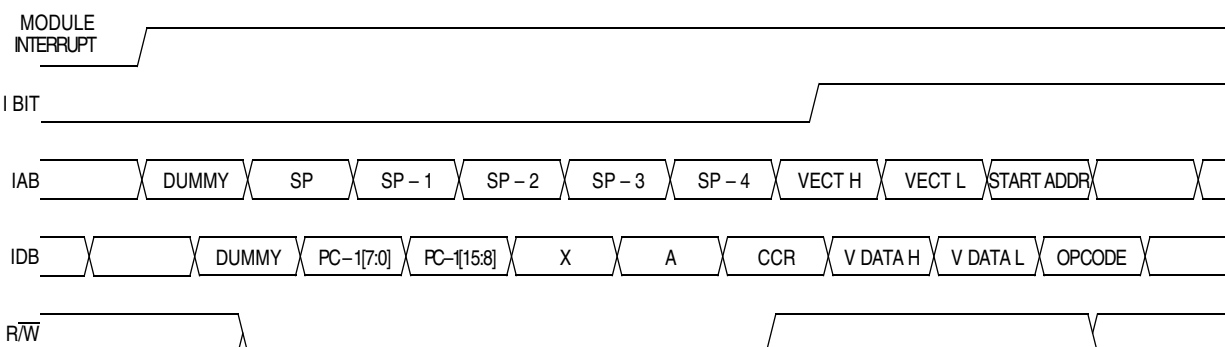 MODULE
INTERRUPT
I BIT
IAB DUMMY SP SP – 1 SP – 2 SP – 3 SP – 4 VECT H VECT L START ADDR
IDB DUMMY PC – 1[7:0] PC–1[15:8] X A CCR V DATA H V DATA L OPCODE
R/W̅